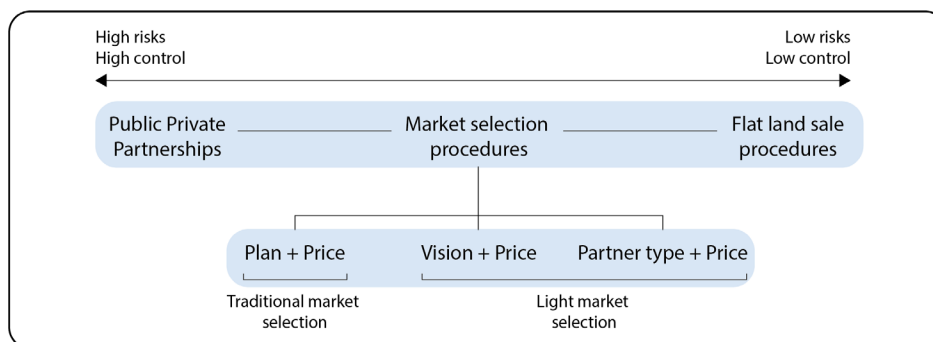 High risks
High control
Low risks
Low control
Public Private
Partnerships
Market selection
procedures
Flat land sale
procedures
Plan + Price
Vision + Price
Partner type + Price
Traditional market
selection
Light market
selection